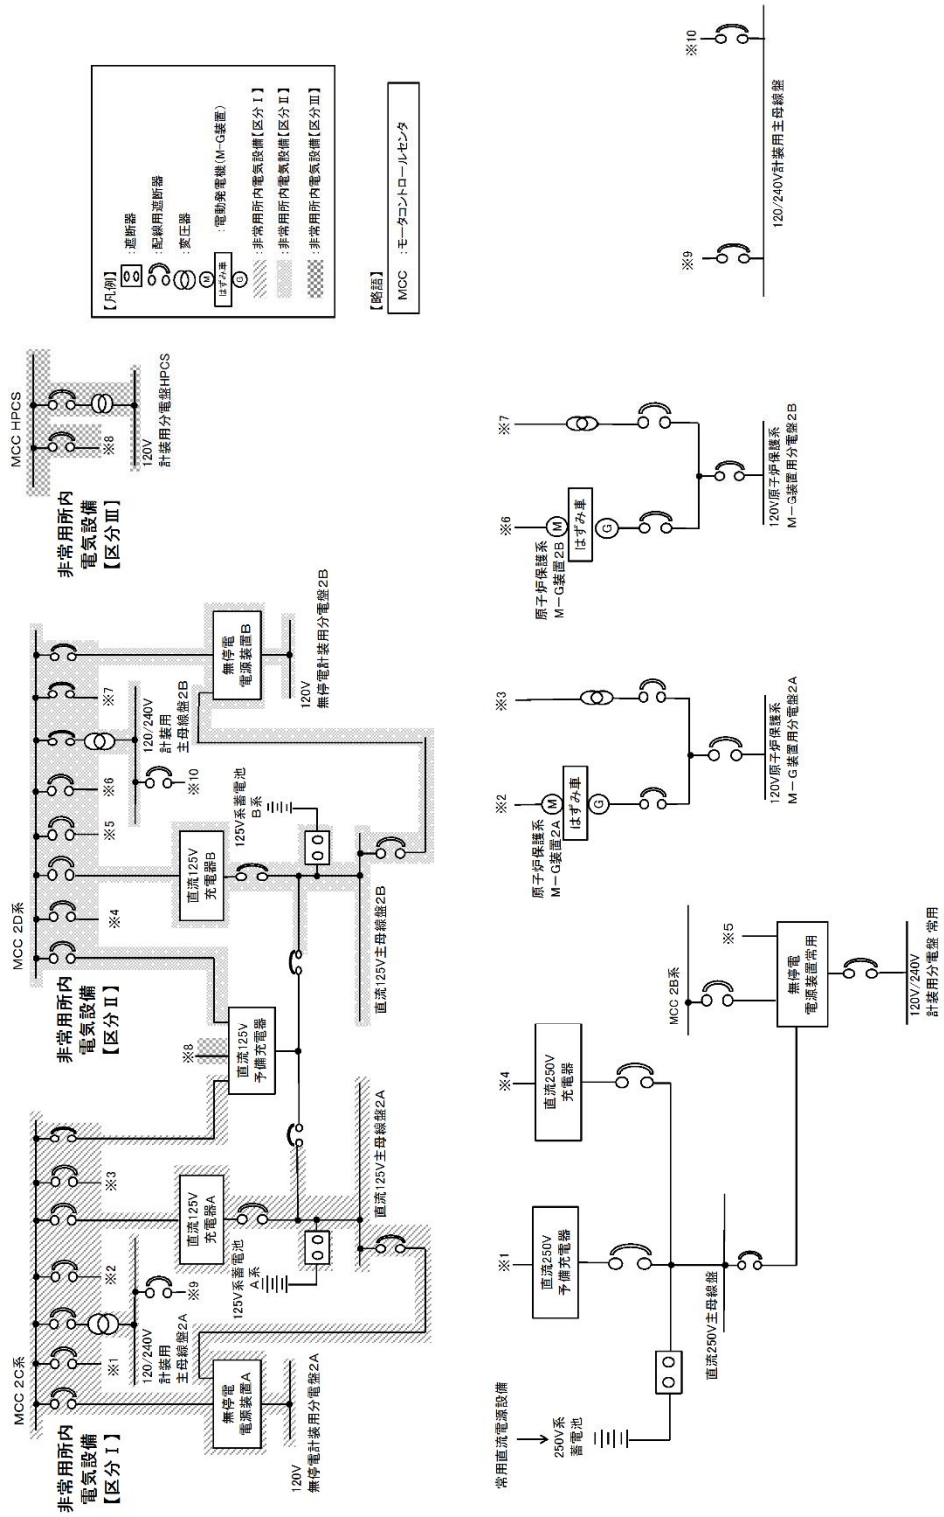 非常用所内
電気設備
【区分Ⅰ】
MCC 2C系
※1
※2
※3
120/240V
計装用
主母線盤2A
※9
無停電
電源装置A
120V
無停電計装用分電盤2A
125V系蓄電池
A系
直流125V
充電器A
直流125V主母線盤2A
※8
直流125V
予備充電器
非常用所内
電気設備
【区分Ⅱ】
MCC 2D系
※4
※5
※6
※7
直流125V
充電器B
125V系蓄電池
B系
120/240V
計装用
主母線盤2B
※10
無停電
電源装置B
120V
無停電計装用分電盤2B
直流125V主母線盤2B
非常用所内
電気設備
【区分Ⅲ】
MCC HPCS
※8
120V
計装用分電盤HPCS
【凡例】
:遮断器
:配線用遮断器
:変圧器
M
はずみ車
G
:電動発電機(M-G装置)
:非常用所内電気設備【区分Ⅰ】
:非常用所内電気設備【区分Ⅱ】
:非常用所内電気設備【区分Ⅲ】
【略語】
MCC :モータコントロールセンタ
常用直流電源設備
250V系
蓄電池
※1
直流250V
予備充電器
※4
直流250V
充電器
直流250V主母線盤
MCC 2B系
※5
無停電
電源装置常用
120V/240V
計装用分電盤 常用
※2
※3
原子炉保護系
M-G装置2A
M
はずみ車
G
120V原子炉保護系
M-G装置用分電盤2A
※6
※7
原子炉保護系
M-G装置2B
M
はずみ車
G
120V原子炉保護系
M-G装置用分電盤2B
※9
※10
120/240V計装用主母線盤